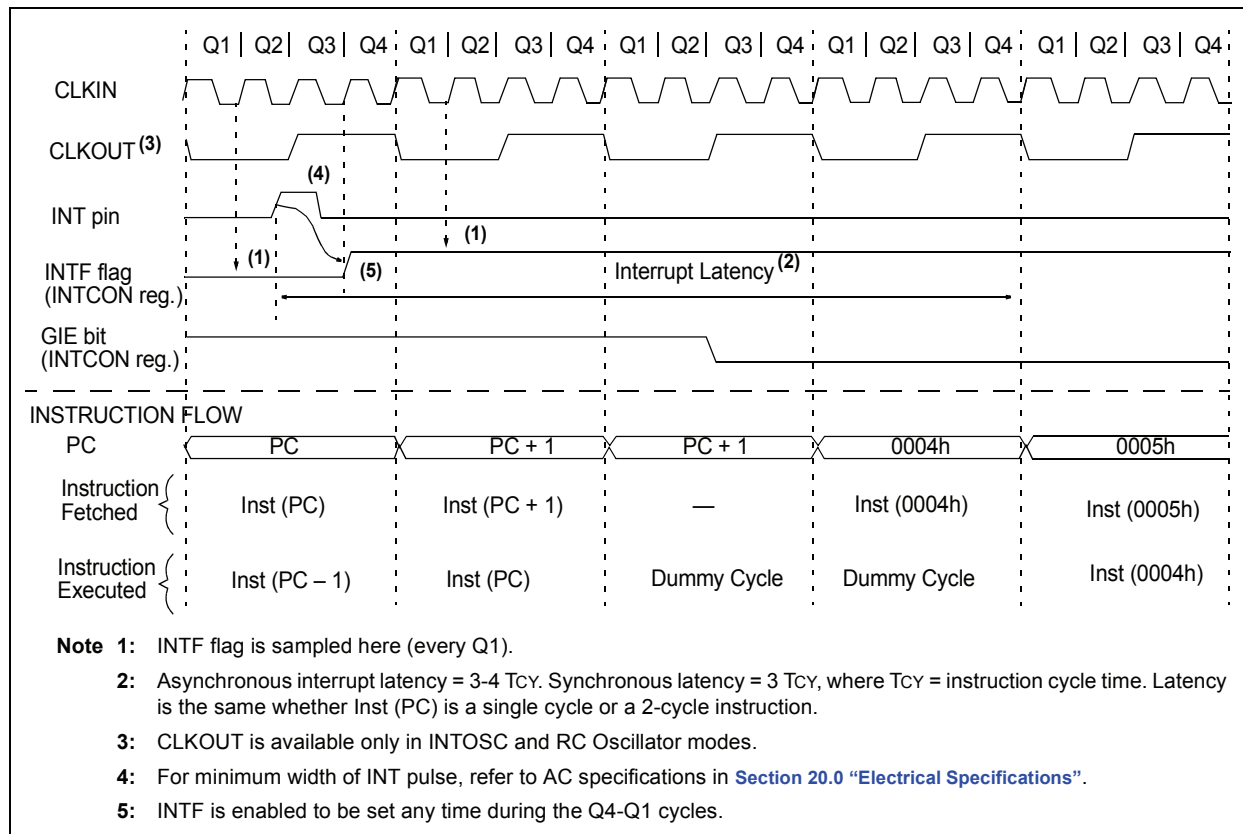 Q1 | Q2 | Q3 | Q4 Q1 | Q2 | Q3 | Q4 Q1 | Q2 | Q3 | Q4 Q1 | Q2 | Q3 | Q4 Q1 | Q2 | Q3 | Q4
CLKIN
CLKOUT (3)
(4)
INT pin
(1)
(1)
INTF flag
(INTCON reg.)
(5)
Interrupt Latency (2)
GIE bit
(INTCON reg.)
INSTRUCTION FLOW
PC PC PC + 1 PC + 1 0004h 0005h
Instruction
Fetched
Inst (PC) Inst (PC + 1) — Inst (0004h) Inst (0005h)
Instruction
Executed
Inst (PC – 1) Inst (PC) Dummy Cycle Dummy Cycle Inst (0004h)
Note 1: INTF flag is sampled here (every Q1).
2: Asynchronous interrupt latency = 3-4 TCY. Synchronous latency = 3 TCY, where TCY = instruction cycle time. Latency
is the same whether Inst (PC) is a single cycle or a 2-cycle instruction.
3: CLKOUT is available only in INTOSC and RC Oscillator modes.
4: For minimum width of INT pulse, refer to AC specifications in Section 20.0 “Electrical Specifications”.
5: INTF is enabled to be set any time during the Q4-Q1 cycles.